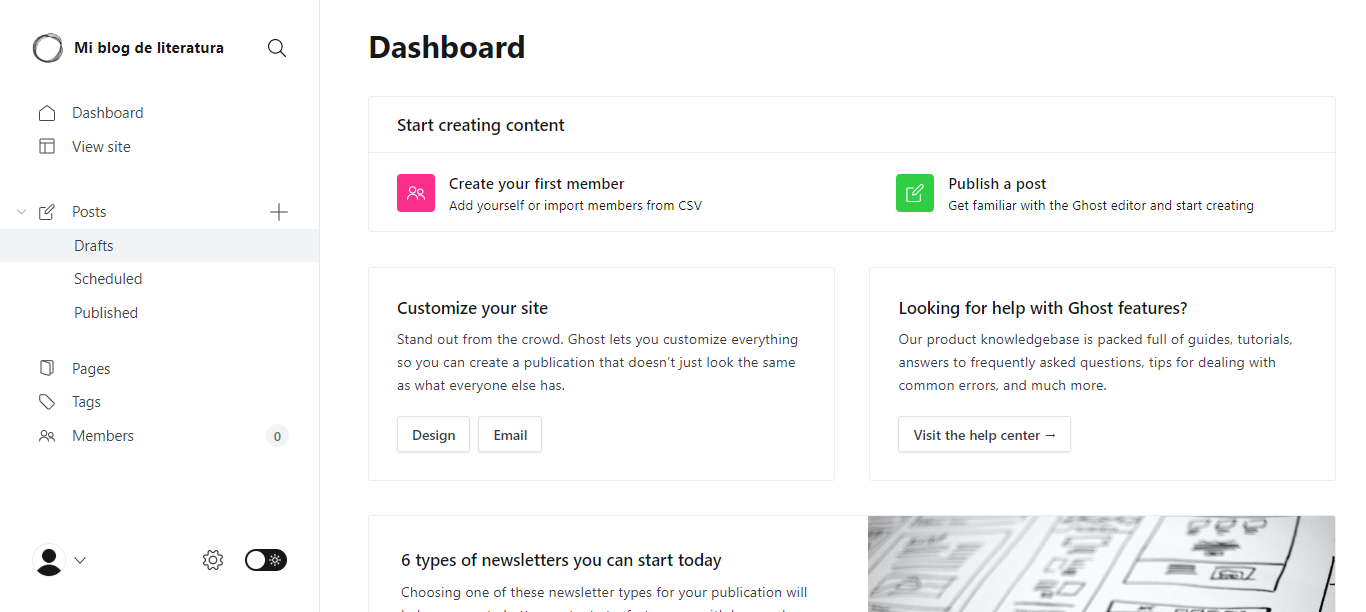 Mi blog de literatura
Dashboard
View site
Posts
Drafts
Scheduled
Published
Pages
Tags
Members
0
Dashboard
Start creating content
Create your first member
Add yourself or import members from CSV
Publish a post
Get familiar with the Ghost editor and start creating
Customize your site
Stand out from the crowd. Ghost lets you customize everything
so you can create a publication that doesn't just look the same
as what everyone else has.
Design
Email
Looking for help with Ghost features?
Our product knowledgebase is packed full of guides, tutorials,
answers to frequently asked questions, tips for dealing with
common errors, and much more.
Visit the help center →
6 types of newsletters you can start today
Choosing one of these newsletter types for your publication will